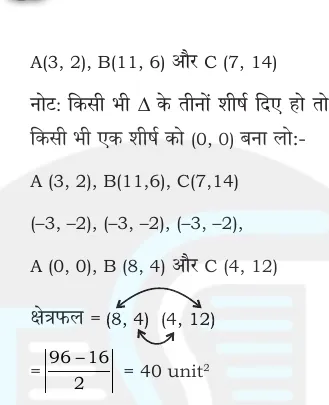 A(3, 2), B(11, 6) और C (7, 14)
नोट: किसी भी Δ के तीनों शीर्ष दिए हो तो
किसी भी एक शीर्ष को (0, 0) बना लो:-
A (3, 2), B(11,6), C(7,14)
(–3, –2), (–3, –2), (–3, –2),
A (0, 0), B (8, 4) और C (4, 12)
क्षेत्रफल = (8, 4) (4, 12)
= |96 – 16 / 2| = 40 unit²